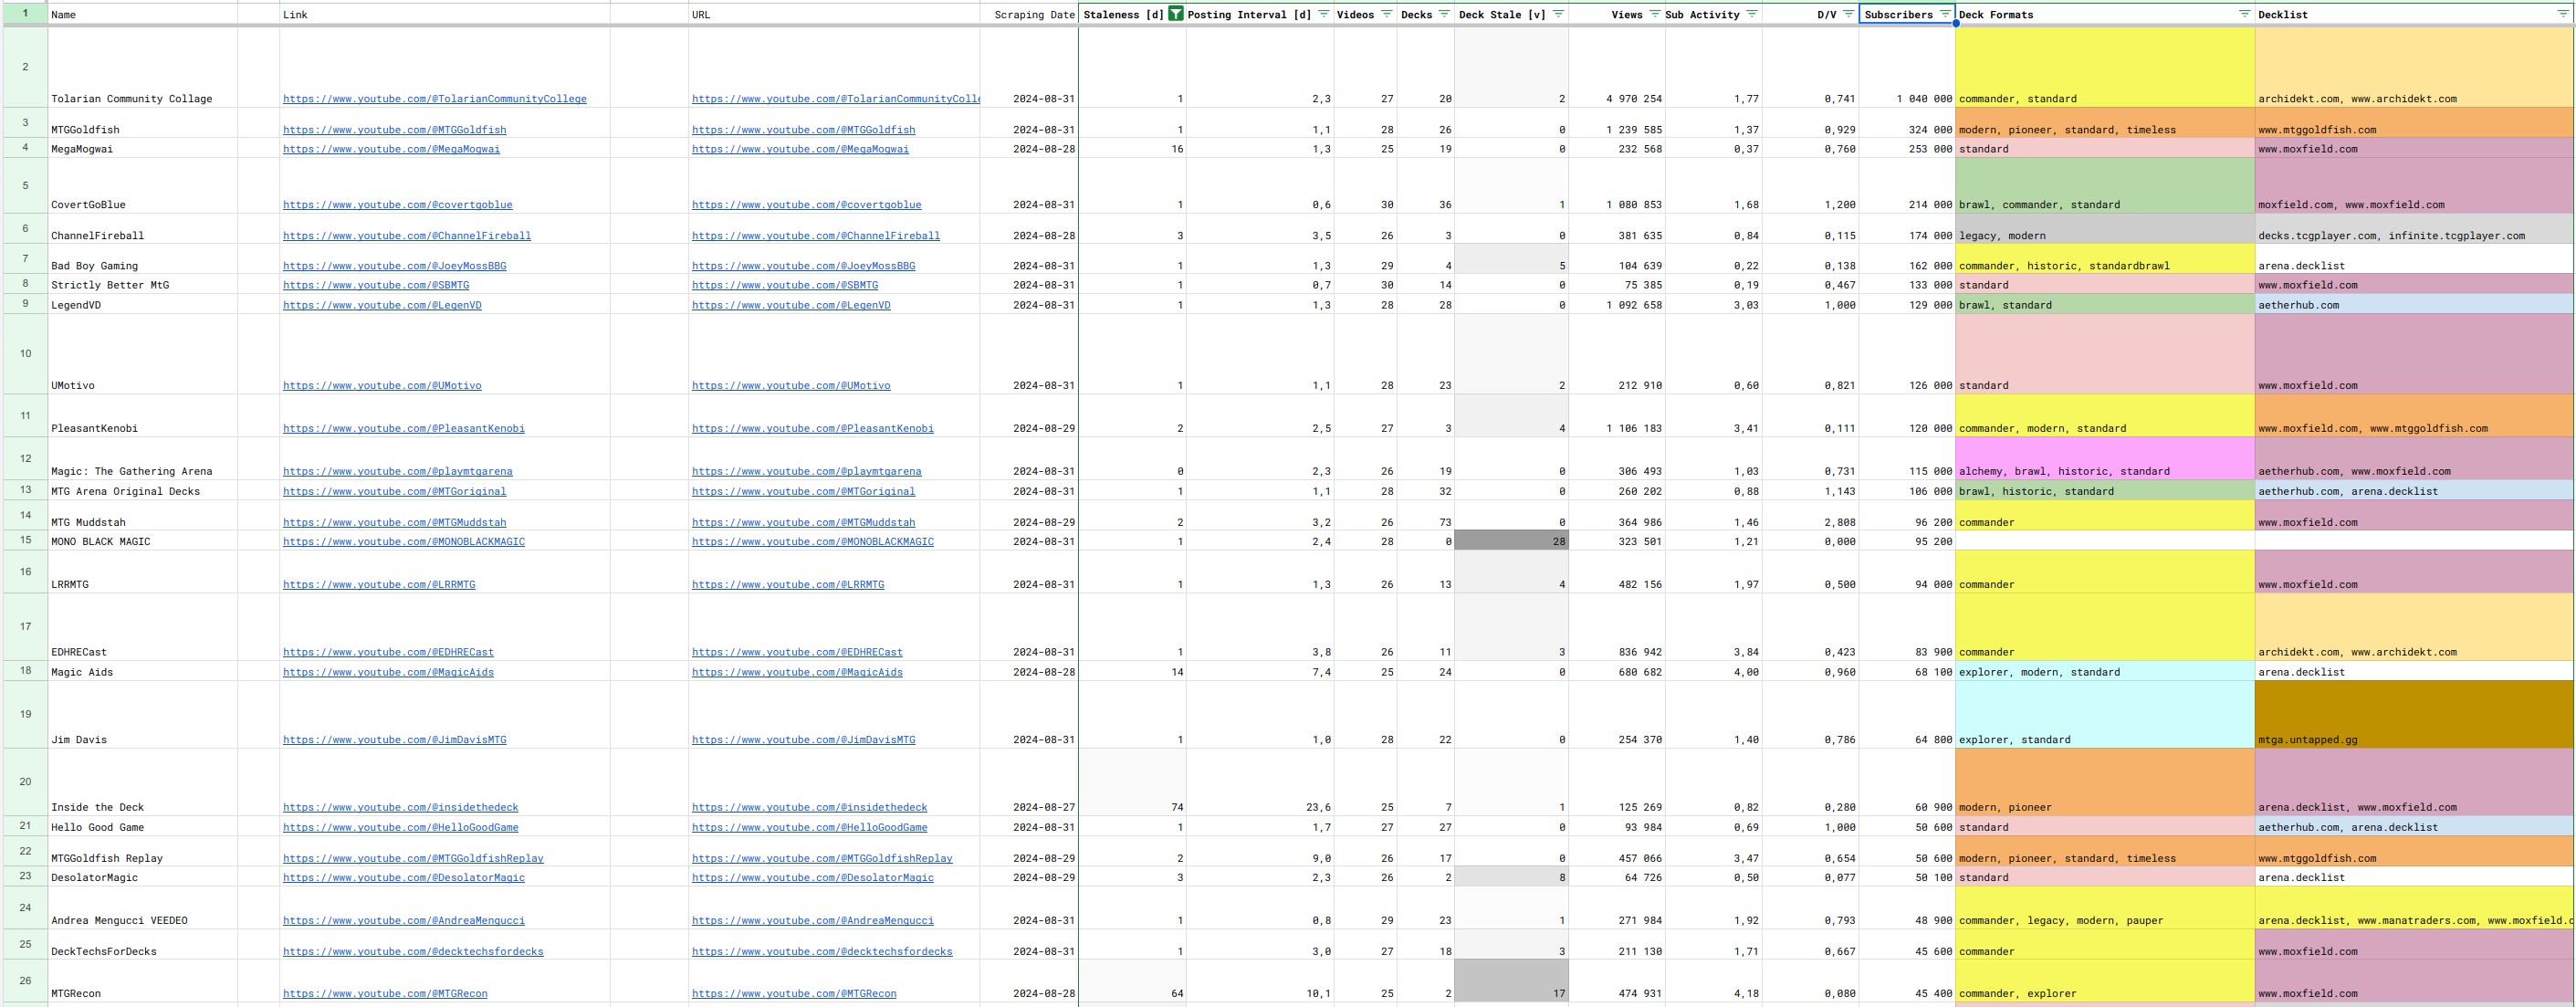 1 Name Link URL Scraping Date Staleness [d] Posting Interval [d] Videos Decks Deck Stale [v] Views Sub Activity D/V Subscribers Deck Formats Decklist
2 Tolarian Community Collage https://www.youtube.com/@TolarianCommunityCollege https://www.youtube.com/@TolarianCommunityColle 2024-08-31 1 2,3 27 20 2 4 970 254 1,77 0,741 1 040 000 commander, standard archidekt.com, www.archidekt.com
3 MTGGoldfish https://www.youtube.com/@MTGGoldfish https://www.youtube.com/@MTGGoldfish 2024-08-31 1 1,1 28 26 0 1 239 585 1,37 0,929 324 000 modern, pioneer, standard, timeless www.mtggoldfish.com
4 MegaMogwai https://www.youtube.com/@MegaMogwai https://www.youtube.com/@MegaMogwai 2024-08-28 16 1,3 25 19 0 232 568 0,37 0,760 253 000 standard www.moxfield.com
5 CovertGoBlue https://www.youtube.com/@covertgoblue https://www.youtube.com/@covertgoblue 2024-08-31 1 0,6 30 36 1 1 080 853 1,68 1,200 214 000 brawl, commander, standard moxfield.com, www.moxfield.com
6 ChannelFireball https://www.youtube.com/@ChannelFireball https://www.youtube.com/@ChannelFireball 2024-08-28 3 3,5 26 3 0 381 635 0,84 0,115 174 000 legacy, modern decks.tcgplayer.com, infinite.tcgplayer.com
7 Bad Boy Gaming https://www.youtube.com/@JoeyMossBBG https://www.youtube.com/@JoeyMossBBG 2024-08-31 1 1,3 29 4 5 104 639 0,22 0,138 162 000 commander, historic, standardbrawl arena.decklist
8 Strictly Better MtG https://www.youtube.com/@SBMTG https://www.youtube.com/@SBMTG 2024-08-31 1 0,7 30 14 0 75 385 0,19 0,467 133 000 standard www.moxfield.com
9 LegendVD https://www.youtube.com/@LegenVD https://www.youtube.com/@LegenVD 2024-08-31 1 1,3 28 28 0 1 092 658 3,03 1,000 129 000 brawl, standard aetherhub.com
10 UMotivo https://www.youtube.com/@UMotivo https://www.youtube.com/@UMotivo 2024-08-31 1 1,1 28 23 2 212 910 0,60 0,821 126 000 standard www.moxfield.com
11 PleasantKenobi https://www.youtube.com/@PleasantKenobi https://www.youtube.com/@PleasantKenobi 2024-08-29 2 2,5 27 3 4 1 106 183 3,41 0,111 120 000 commander, modern, standard www.moxfield.com, www.mtggoldfish.com
12 Magic: The Gathering Arena https://www.youtube.com/@playmtgarena https://www.youtube.com/@playmtgarena 2024-08-31 0 2,3 26 19 0 306 493 1,03 0,731 115 000 alchemy, brawl, historic, standard aetherhub.com, www.moxfield.com
13 MTG Arena Original Decks https://www.youtube.com/@MTGoriginal https://www.youtube.com/@MTGoriginal 2024-08-31 1 1,1 28 32 0 260 202 0,88 1,143 106 000 brawl, historic, standard aetherhub.com, arena.decklist
14 MTG Muddstah https://www.youtube.com/@MTGMuddstah https://www.youtube.com/@MTGMuddstah 2024-08-29 2 3,2 26 73 0 364 986 1,46 2,808 96 200 commander www.moxfield.com
15 MONO BLACK MAGIC https://www.youtube.com/@MONOBLACKMAGIC https://www.youtube.com/@MONOBLACKMAGIC 2024-08-31 1 2,4 28 0 28 323 501 1,21 0,000 95 200
16 LRRMTG https://www.youtube.com/@LRRMTG https://www.youtube.com/@LRRMTG 2024-08-31 1 1,3 26 13 4 482 156 1,97 0,500 94 000 commander www.moxfield.com
17 EDHRECast https://www.youtube.com/@EDHRECast https://www.youtube.com/@EDHRECast 2024-08-31 1 3,8 26 11 3 836 942 3,84 0,423 83 900 commander archidekt.com, www.archidekt.com
18 Magic Aids https://www.youtube.com/@MagicAids https://www.youtube.com/@MagicAids 2024-08-28 14 7,4 25 24 0 680 682 4,00 0,960 68 100 explorer, modern, standard arena.decklist
19 Jim Davis https://www.youtube.com/@JimDavisMTG https://www.youtube.com/@JimDavisMTG 2024-08-31 1 1,0 28 22 0 254 370 1,40 0,786 64 800 explorer, standard mtga.untapped.gg
20 Inside the Deck https://www.youtube.com/@insidethedeck https://www.youtube.com/@insidethedeck 2024-08-27 74 23,6 25 7 1 125 269 0,82 0,280 60 900 modern, pioneer arena.decklist, www.moxfield.com
21 Hello Good Game https://www.youtube.com/@HelloGoodGame https://www.youtube.com/@HelloGoodGame 2024-08-31 1 1,7 27 27 0 93 984 0,69 1,000 50 600 standard aetherhub.com, arena.decklist
22 MTGGoldfish Replay https://www.youtube.com/@MTGGoldfishReplay https://www.youtube.com/@MTGGoldfishReplay 2024-08-29 2 9,0 26 17 0 457 066 3,47 0,654 50 600 modern, pioneer, standard, timeless www.mtggoldfish.com
23 DesolatorMagic https://www.youtube.com/@DesolatorMagic https://www.youtube.com/@DesolatorMagic 2024-08-29 3 2,3 26 2 8 64 726 0,50 0,077 50 100 standard arena.decklist
24 Andrea Mengucci VEEDEO https://www.youtube.com/@AndreaMengucci https://www.youtube.com/@AndreaMengucci 2024-08-31 1 0,8 29 23 1 271 984 1,92 0,793 48 900 commander, legacy, modern, pauper arena.decklist, www.manatraders.com, www.moxfield.c
25 DeckTechsForDecks https://www.youtube.com/@decktechsfordecks https://www.youtube.com/@decktechsfordecks 2024-08-31 1 3,0 27 18 3 211 130 1,71 0,667 45 600 commander www.moxfield.com
26 MTGRecon https://www.youtube.com/@MTGRecon https://www.youtube.com/@MTGRecon 2024-08-28 64 10,1 25 2 17 474 931 4,18 0,080 45 400 commander, explorer www.moxfield.com